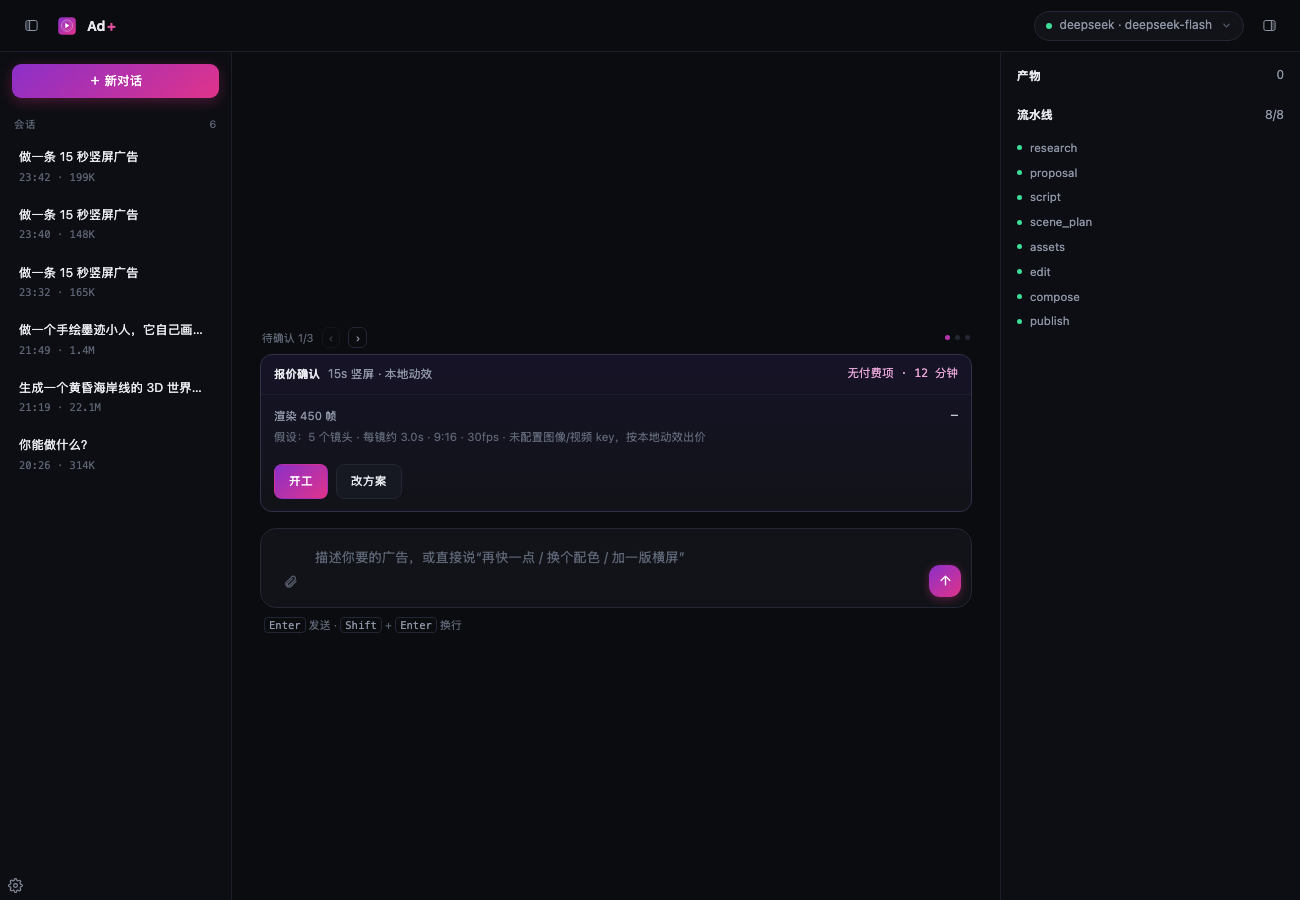 Ad+
deepseek · deepseek-flash
+ 新对话
会话 6
做一条 15 秒竖屏广告
23:42 · 199K
做一条 15 秒竖屏广告
23:40 · 148K
做一条 15 秒竖屏广告
23:32 · 165K
做一个手绘墨迹小人，它自己画...
21:49 · 1.4M
生成一个黄昏海岸线的 3D 世界...
21:19 · 22.1M
你能做什么?
20:26 · 314K
待确认 1/3 ‹ ›
报价确认 15s 竖屏 · 本地动效 无付费项 · 12 分钟
渲染 450 帧 —
假设：5 个镜头 · 每镜约 3.0s · 9:16 · 30fps · 未配置图像/视频 key，按本地动效出价
开工 改方案
描述你要的广告，或直接说“再快一点 / 换个配色 / 加一版横屏”
Enter 发送 · Shift + Enter 换行
产物 0
流水线 8/8
research
proposal
script
scene_plan
assets
edit
compose
publish